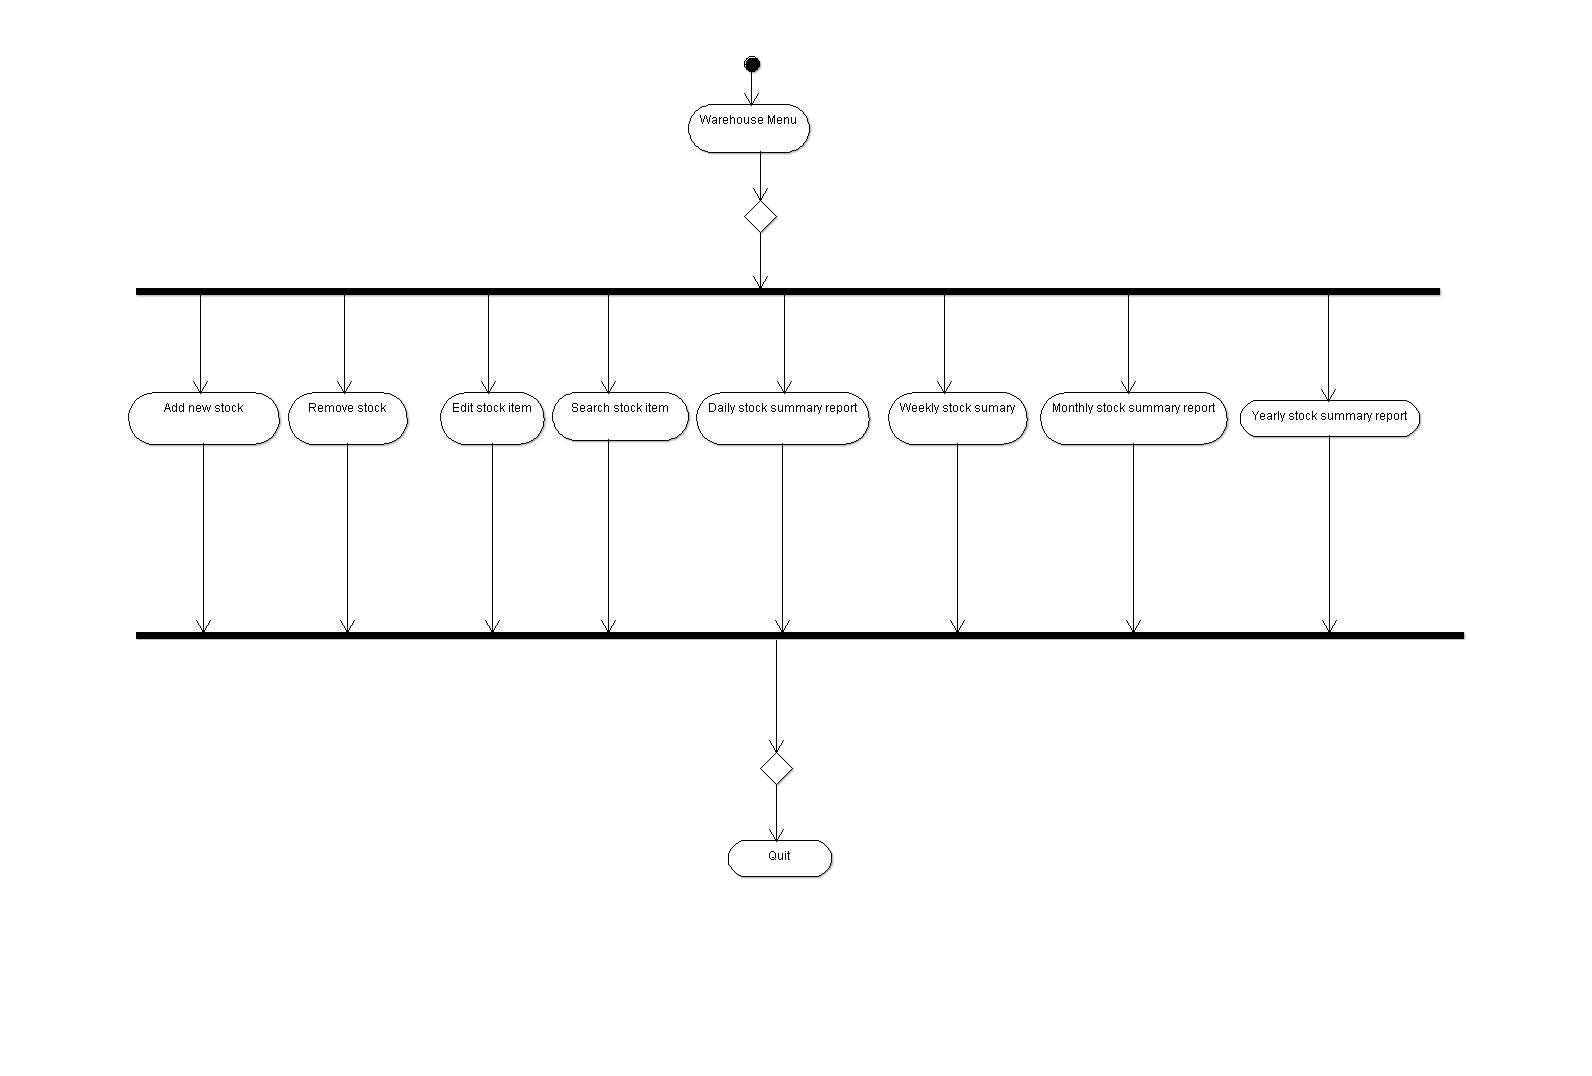 Warehouse Menu
Add new stock
Remove stock
Edit stock item
Search stock item
Daily stock summary report
Weekly stock sumary
Monthly stock summary report
Yearly stock summary report
Quit